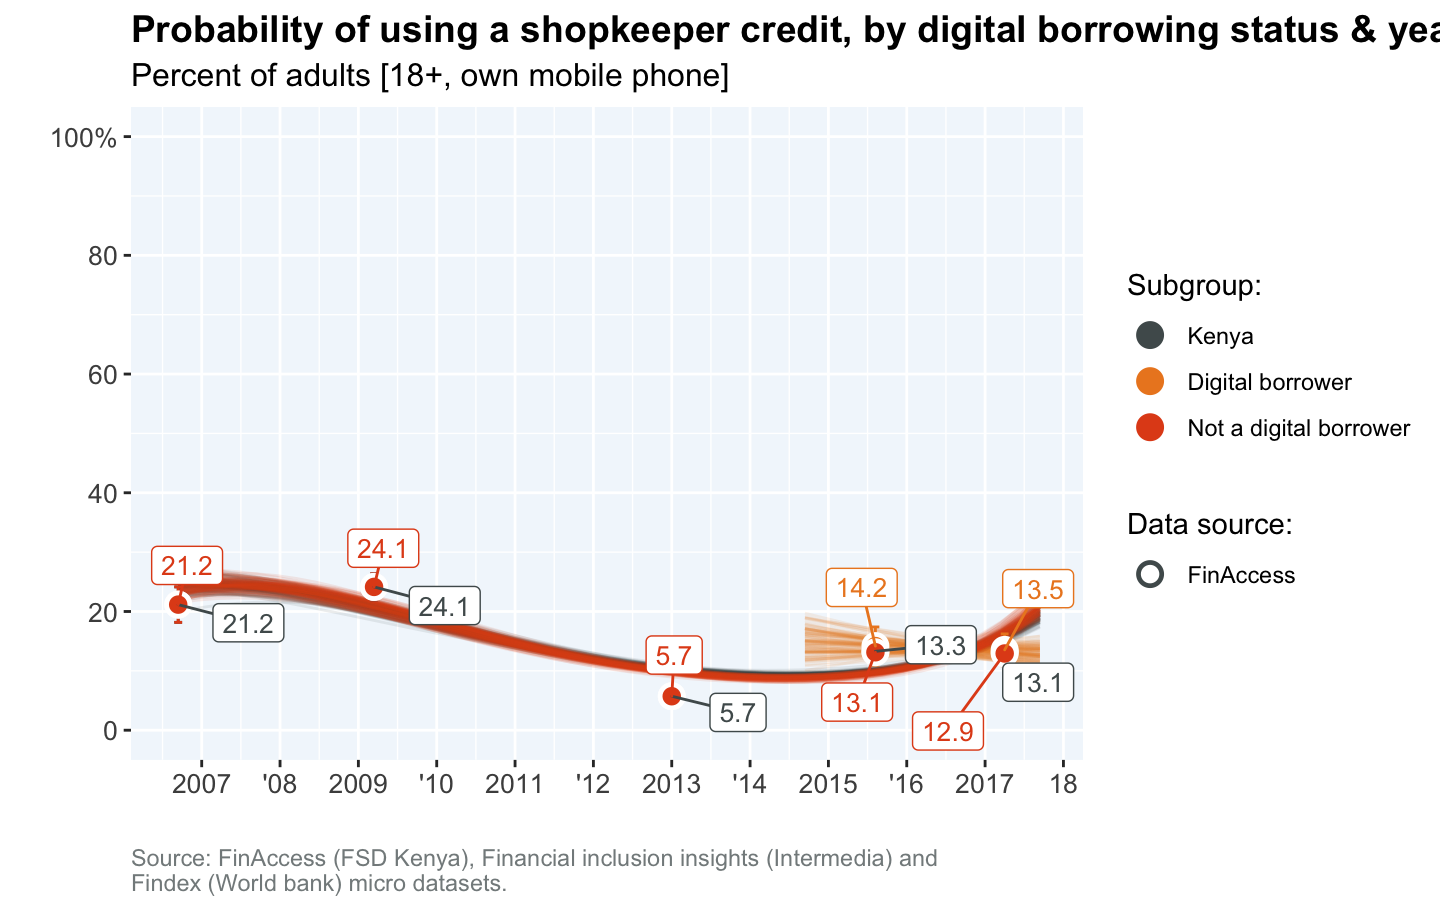 Probability of using a shopkeeper credit, by digital borrowing status & yea
Percent of adults [18+, own mobile phone]
100%
80
60
40
20
0
21.2
21.2
24.1
24.1
5.7
5.7
14.2
13.3
13.1
13.5
13.1
12.9
2007 '08 2009 '10 2011 '12 2013 '14 2015 '16 2017 18
Subgroup:
Kenya
Digital borrower
Not a digital borrower
Data source:
FinAccess
Source: FinAccess (FSD Kenya), Financial inclusion insights (Intermedia) and
Findex (World bank) micro datasets.